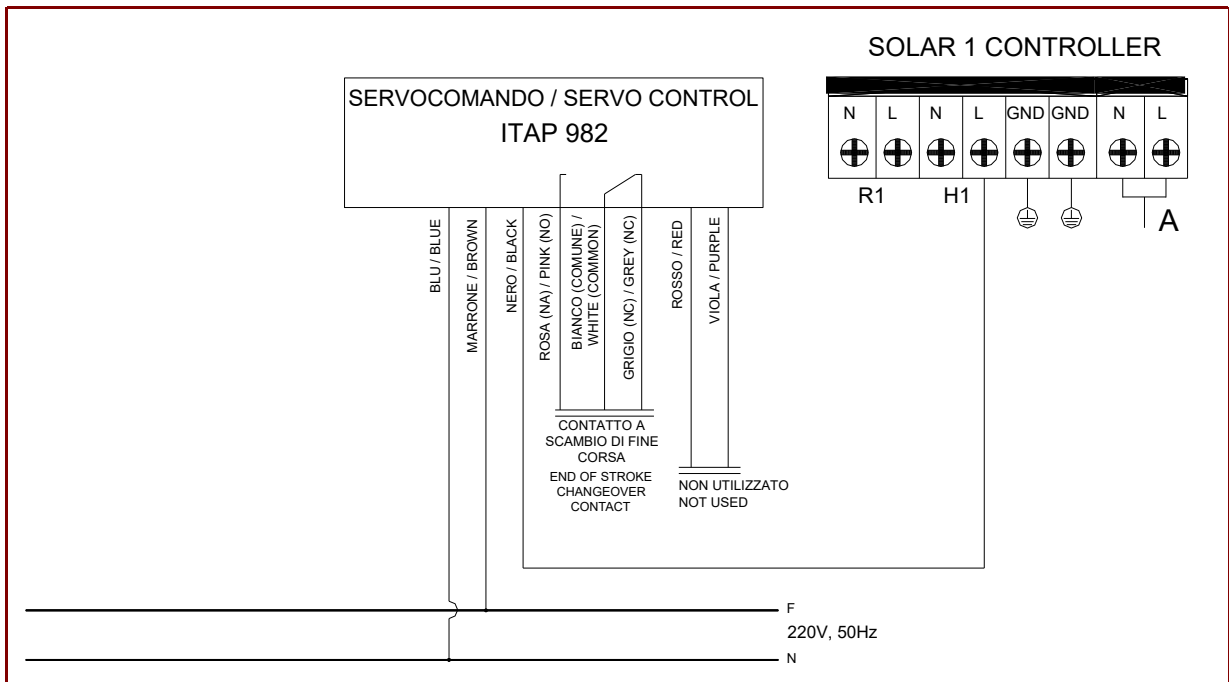 SOLAR 1 CONTROLLER
SERVOCOMANDO / SERVO CONTROL
ITAP 982
N L N L GND GND N L
R1 H1
A
BLU / BLUE
MARRONE / BROWN
NERO / BLACK
ROSA (NA) / PINK (NO)
BIANCO (COMUNE) /
WHITE (COMMON)
GRIGIO (NC) / GREY (NC)
ROSSO / RED
VIOLA / PURPLE
CONTATTO A
SCAMBIO DI FINE
CORSA
END OF STROKE
CHANGEOVER
CONTACT
NON UTILIZZATO
NOT USED
F
220V, 50Hz
N